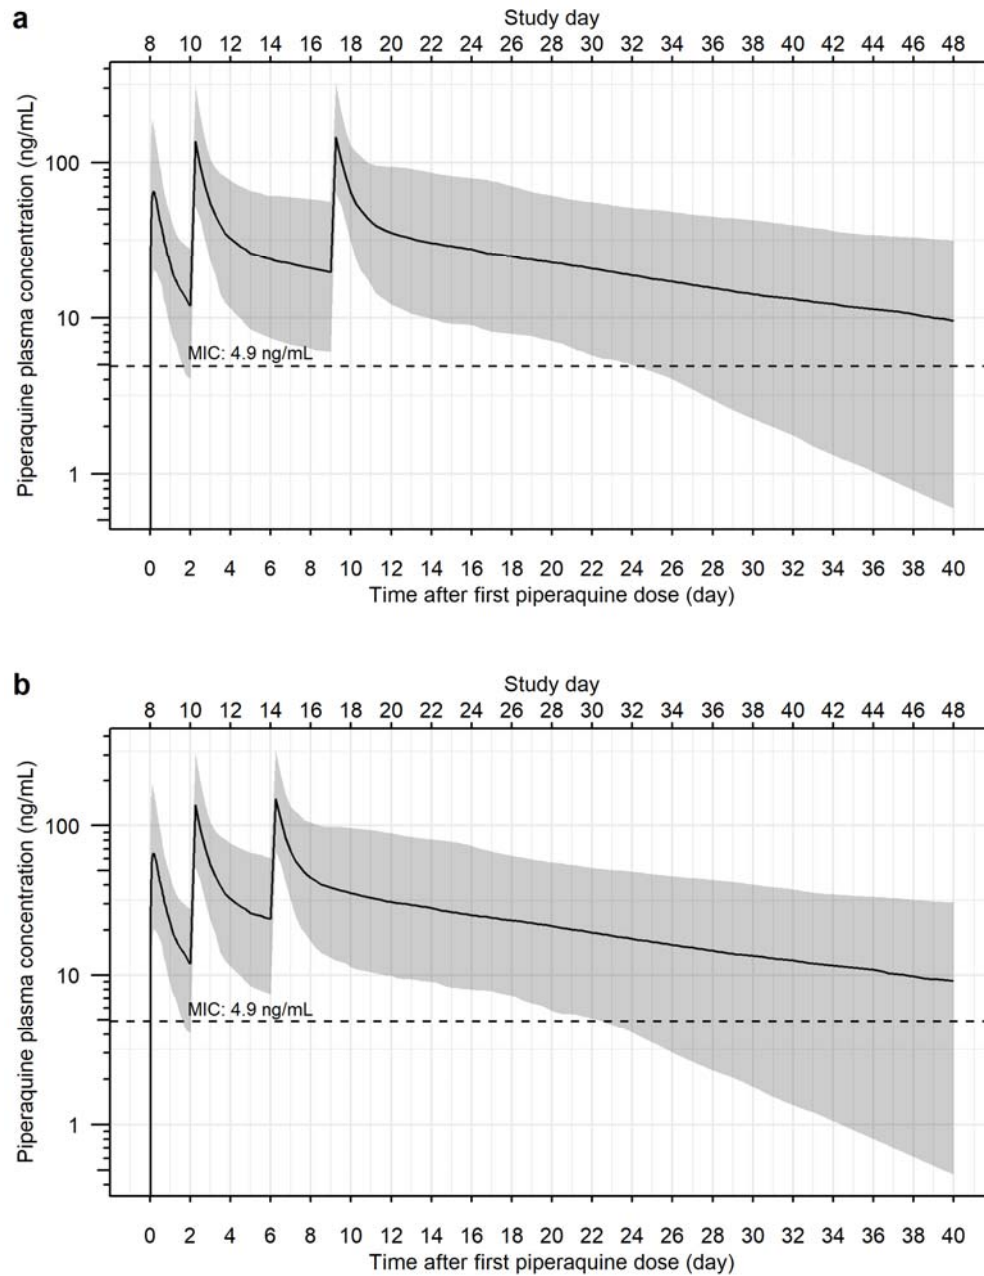 a
Study day
8 10 12 14 16 18 20 22 24 26 28 30 32 34 36 38 40 42 44 46 48
Piperaquine plasma concentration (ng/mL)
100
10
1
MIC: 4.9 ng/mL
0 2 4 6 8 10 12 14 16 18 20 22 24 26 28 30 32 34 36 38 40
Time after first piperaquine dose (day)
b
Study day
8 10 12 14 16 18 20 22 24 26 28 30 32 34 36 38 40 42 44 46 48
Piperaquine plasma concentration (ng/mL)
100
10
1
MIC: 4.9 ng/mL
0 2 4 6 8 10 12 14 16 18 20 22 24 26 28 30 32 34 36 38 40
Time after first piperaquine dose (day)